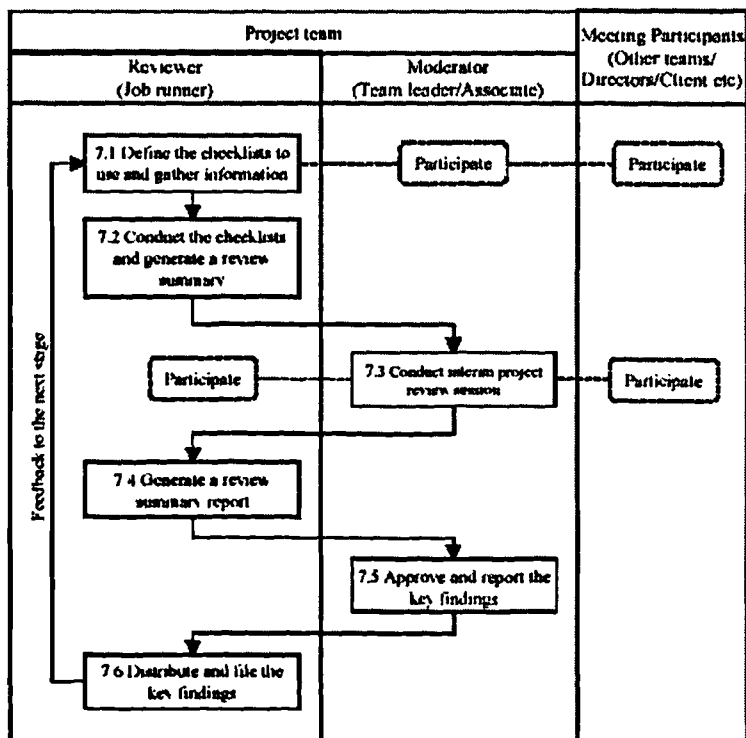 Project team
Meeting Participants
(Other teams/
Directors/Client etc)
Reviewer
(Job runner)
Moderator
(Team leader/Associate)
7.1 Define the checklists to
use and gather information
Participate
Participate
7.2 Conduct the checklists
and generate a review
summary
Participate
7.3 Conduct interim project
review session
Participate
Feedback to the next stage
7.4 Generate a review
summary report
7.5 Approve and report the
key findings
7.6 Distribute and file the
key findings